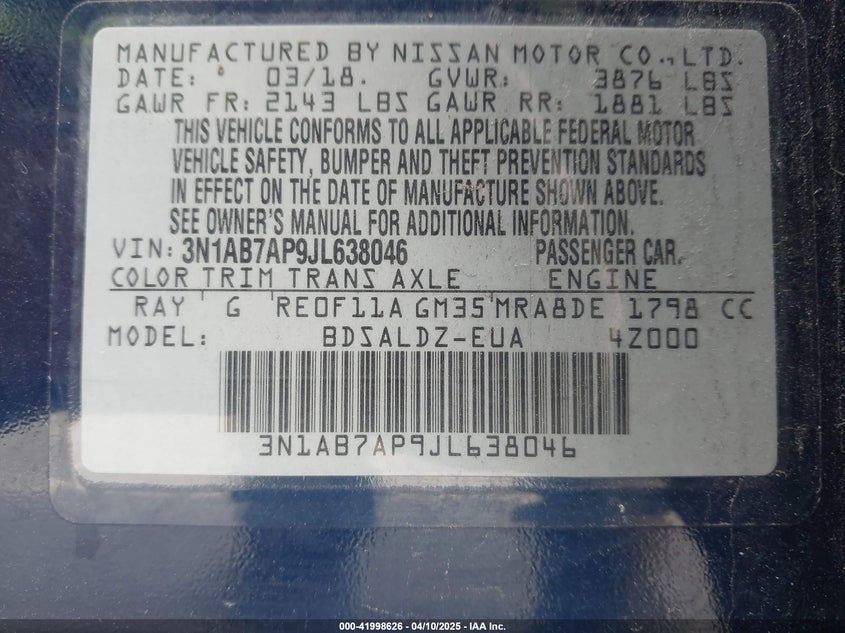 MANUFACTURED BY NISSAN MOTOR CO., LTD.
DATE: 03/18. GVWR: 3876 LBS
GAWR FR: 2143 LBS GAWR RR: 1881 LBS
THIS VEHICLE CONFORMS TO ALL APPLICABLE FEDERAL MOTOR
VEHICLE SAFETY, BUMPER AND THEFT PREVENTION STANDARDS
IN EFFECT ON THE DATE OF MANUFACTURE SHOWN ABOVE.
SEE OWNER'S MANUAL FOR ADDITIONAL INFORMATION.
VIN: 3N1AB7AP9JL638046 PASSENGER CAR.
COLOR TRIM TRANS AXLE ENGINE
RAY G RE0F11A GM35 MRA8DE 1798 CC
MODEL: BDSALDZ-EUA 4Z000
3N1AB7AP9JL638046
000-41998626 - 04/10/2025 - IAA Inc.